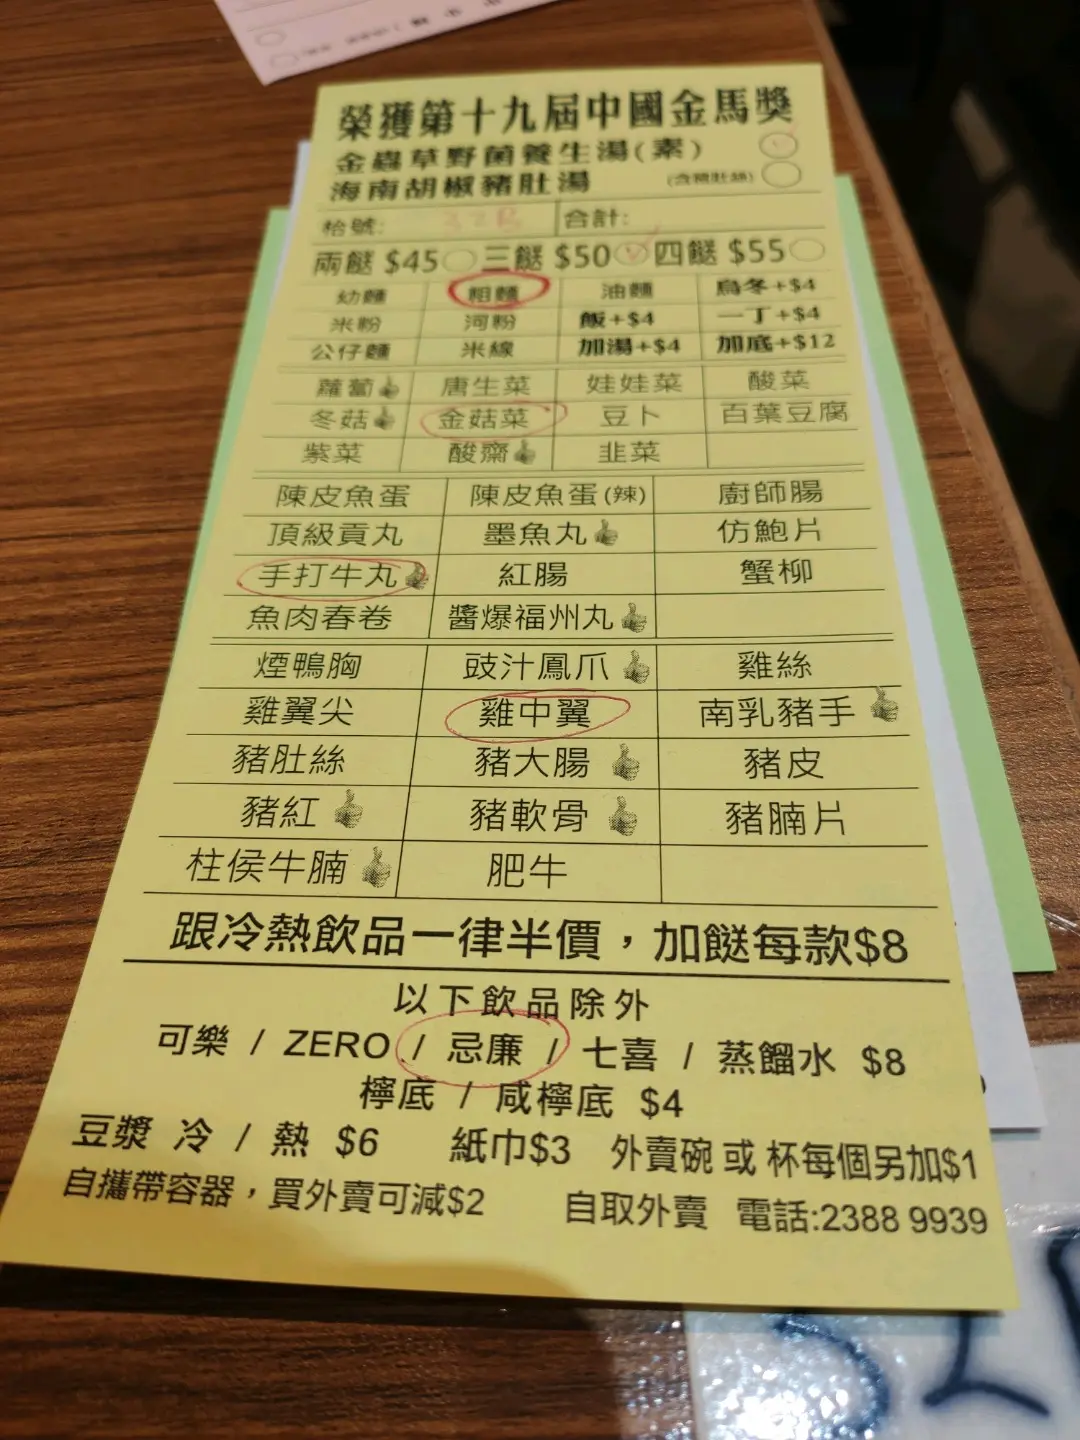 榮獲第十九屆中國金馬獎
金蟲草野菌養生湯(素)
海南胡椒豬肚湯 (含豬肚絲)
枱號: 32B 合計:
兩餸 $45 三餸 $50 四餸 $55
幼麵 粗麵 油麵 烏冬+$4
米粉 河粉 飯+$4 一丁+$4
公仔麵 米線 加湯+$4 加底+$12
蘿蔔 唐生菜 娃娃菜 酸菜
冬菇 金菇菜 豆卜 百葉豆腐
紫菜 酸齋 韭菜
陳皮魚蛋 陳皮魚蛋(辣) 廚師腸
頂級貢丸 墨魚丸 仿鮑片
手打牛丸 紅腸 蟹柳
魚肉春卷 醬爆福州丸
煙鴨胸 豉汁鳳爪 雞絲
雞翼尖 雞中翼 南乳豬手
豬肚絲 豬大腸 豬皮
豬紅 豬軟骨 豬腩片
柱侯牛腩 肥牛
跟冷熱飲品一律半價，加餸每款$8
以下飲品除外
可樂 / ZERO / 忌廉 / 七喜 / 蒸餾水 $8
檸底 / 咸檸底 $4
豆漿 冷 / 熱 $6 紙巾$3 外賣碗 或 杯每個另加$1
自攜帶容器，買外賣可減$2 自取外賣 電話:2388 9939